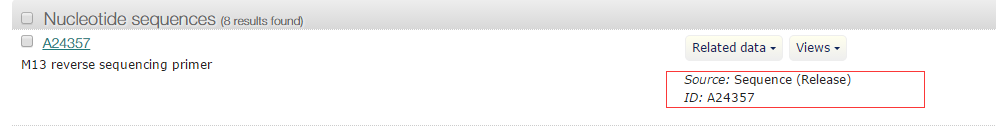 Nucleotide sequences (8 results found)
A24357
Related data
Views
M13 reverse sequencing primer
Source: Sequence (Release)
ID: A24357